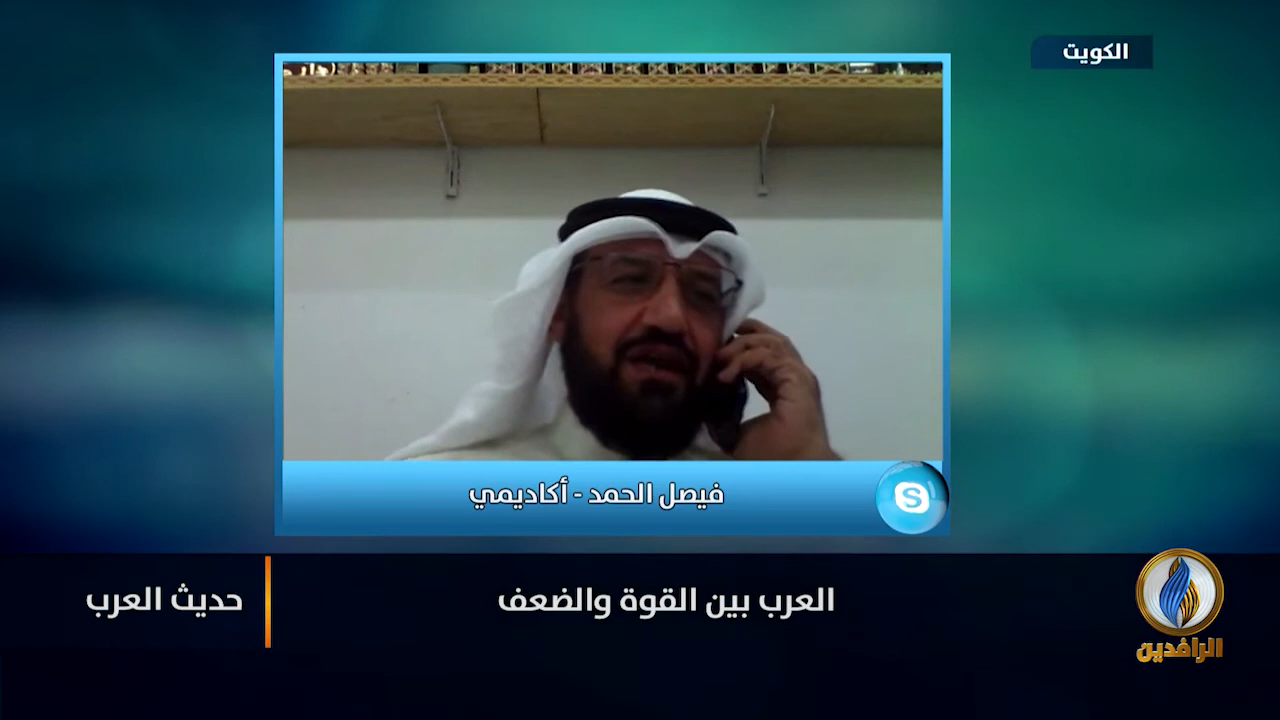 الكويت
فيصل الحمد - أكاديمي
العرب بين القوة والضعف
حديث العرب
الرافدين